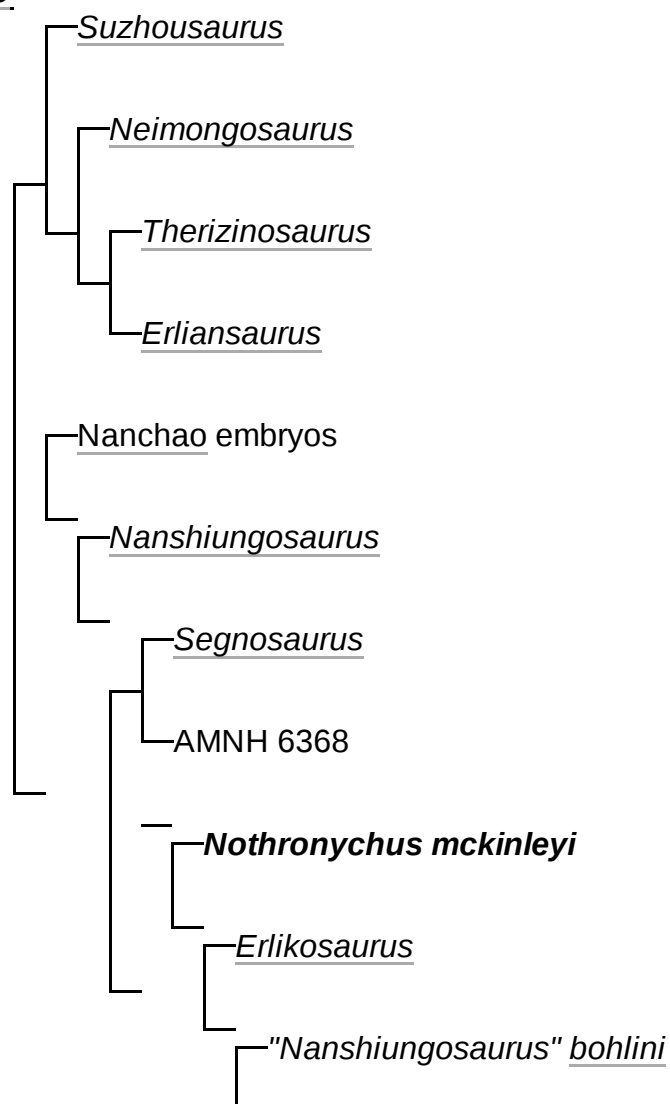 Suzhousaurus
Neimongosaurus
Therizinosaurus
Erliansaurus
Nanchao embryos
Nanshiungosaurus
Segnosaurus
AMNH 6368
Nothronychus mckinleyi
Erlikosaurus
"Nanshiungosaurus" bohlini